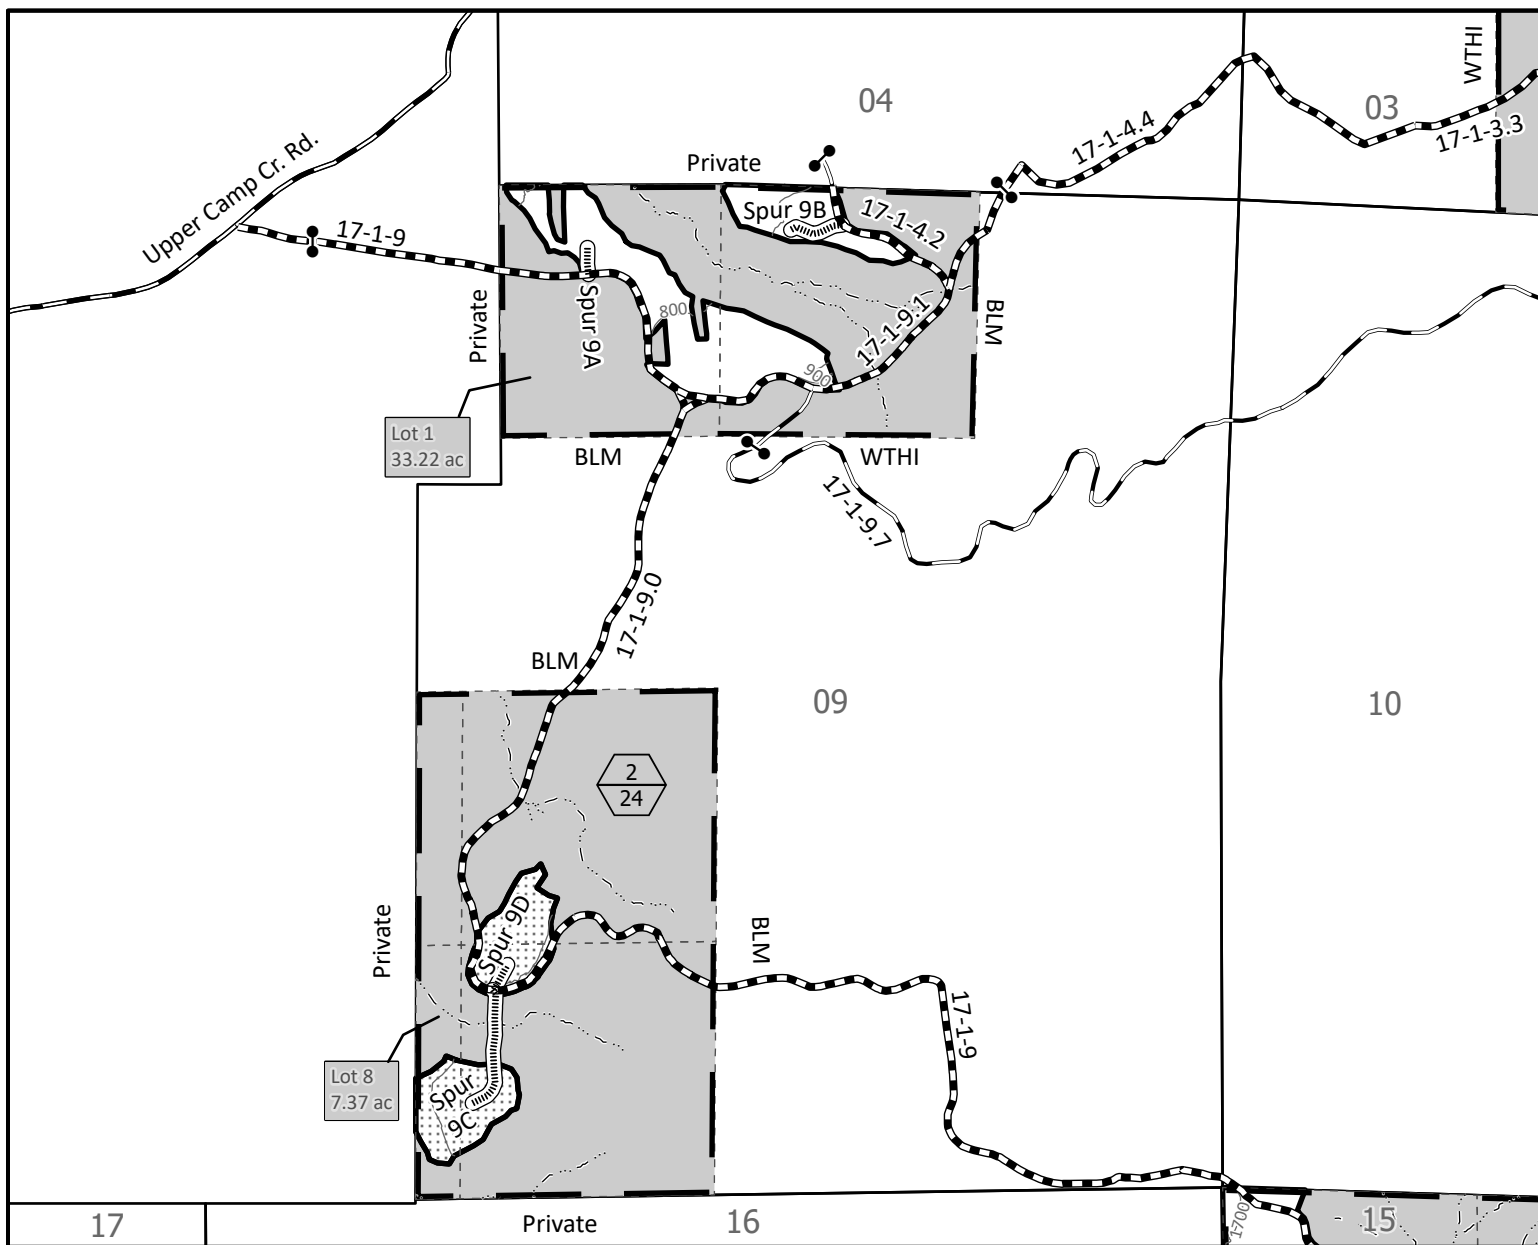 WTHI
04
03
17-1-4.4
17-1-3.3
Upper Camp Cr. Rd.
Private
17-1-9
Spur 9B
17-1-4.2
Private
Spur 9A
800
17-1-9.1
BLM
900
Lot 1
33.22 ac
BLM
WTHI
17-1-9.7
17-1-9.0
BLM
09
10
2
24
Private
Spur 9D
BLM
17-1-9
Lot 8
7.37 ac
Spur
9C
17
Private
16
1700
15